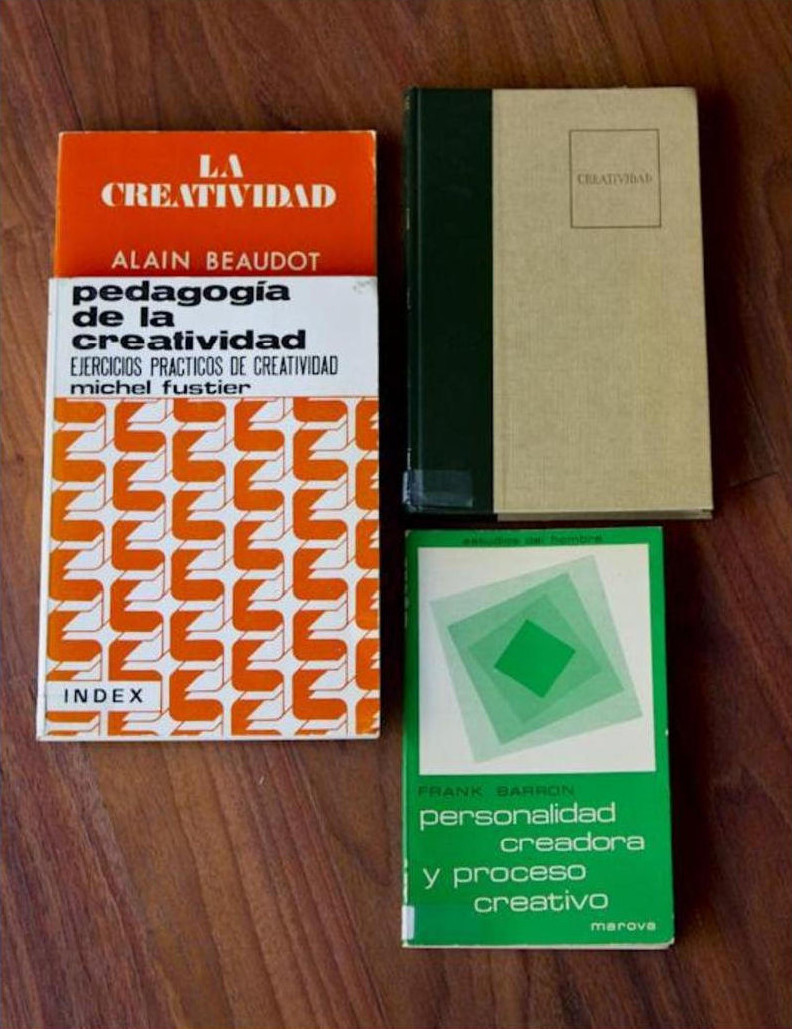 LA
CREATIVIDAD
ALAIN BEAUDOT
pedagogía
de la
creatividad
EJERCICIOS PRACTICOS DE CREATIVIDAD
michel fustier
INDEX
CREATIVIDAD
estudios del hombre
FRANK BARRON
personalidad
creadora
y proceso
creativo
marova